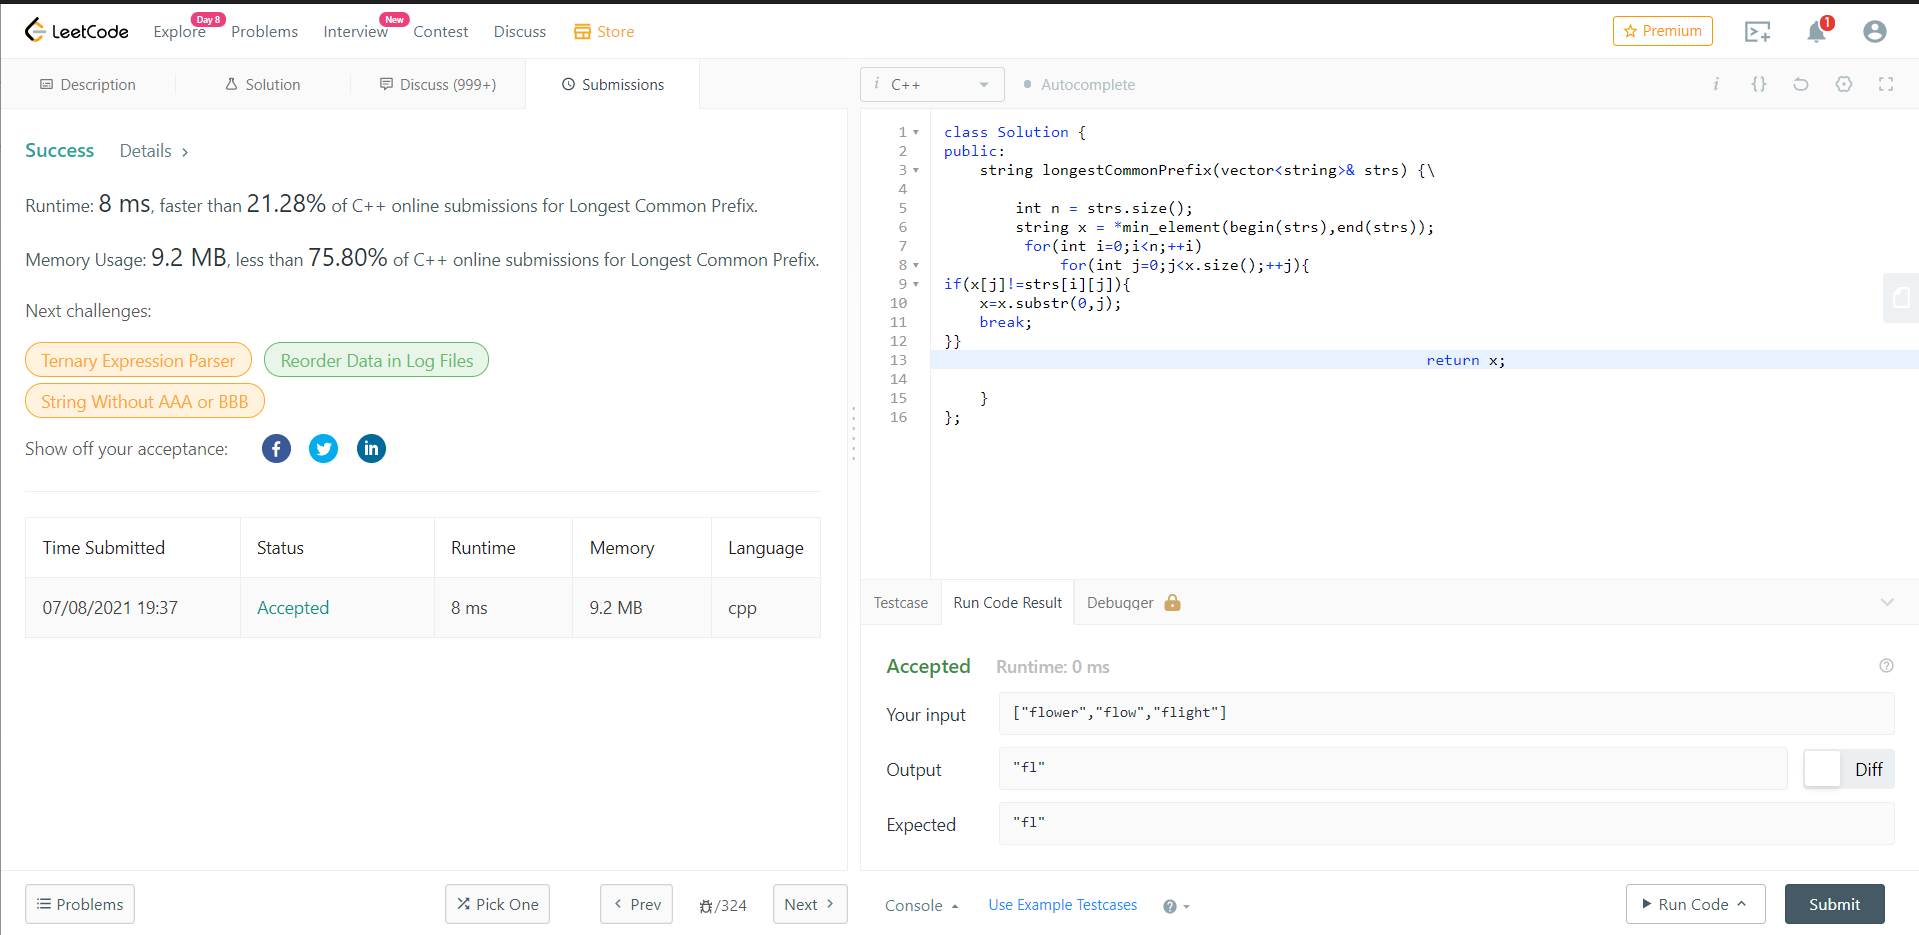 LeetCode Explore Day 8 Problems Interview New Contest Discuss Store Premium 1
Description Solution Discuss (999+) Submissions
Success Details >
Runtime: 8 ms, faster than 21.28% of C++ online submissions for Longest Common Prefix.
Memory Usage: 9.2 MB, less than 75.80% of C++ online submissions for Longest Common Prefix.
Next challenges:
Ternary Expression Parser Reorder Data in Log Files
String Without AAA or BBB
Show off your acceptance:
Time Submitted Status Runtime Memory Language
07/08/2021 19:37 Accepted 8 ms 9.2 MB cpp
i C++ Autocomplete i {}
1 class Solution {
2 public:
3     string longestCommonPrefix(vector<string>& strs) {\
4
5         int n = strs.size();
6         string x = *min_element(begin(strs),end(strs));
7          for(int i=0;i<n;++i)
8              for(int j=0;j<x.size();++j){
9 if(x[j]!=strs[i][j]){
10     x=x.substr(0,j);
11     break;
12 }}
13                                                       return x;
14
15     }
16 };
Testcase Run Code Result Debugger
Accepted Runtime: 0 ms
Your input ["flower","flow","flight"]
Output "fl" Diff
Expected "fl"
Problems Pick One < Prev /324 Next > Console Use Example Testcases ? Run Code Submit